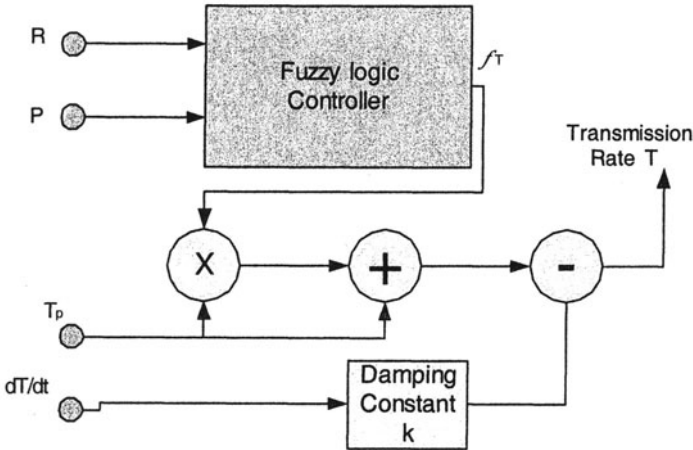 R
P
Fuzzy logic
Controller
fT
Transmission
Rate T
X
+
-
Tp
dT/dt
Damping
Constant
k